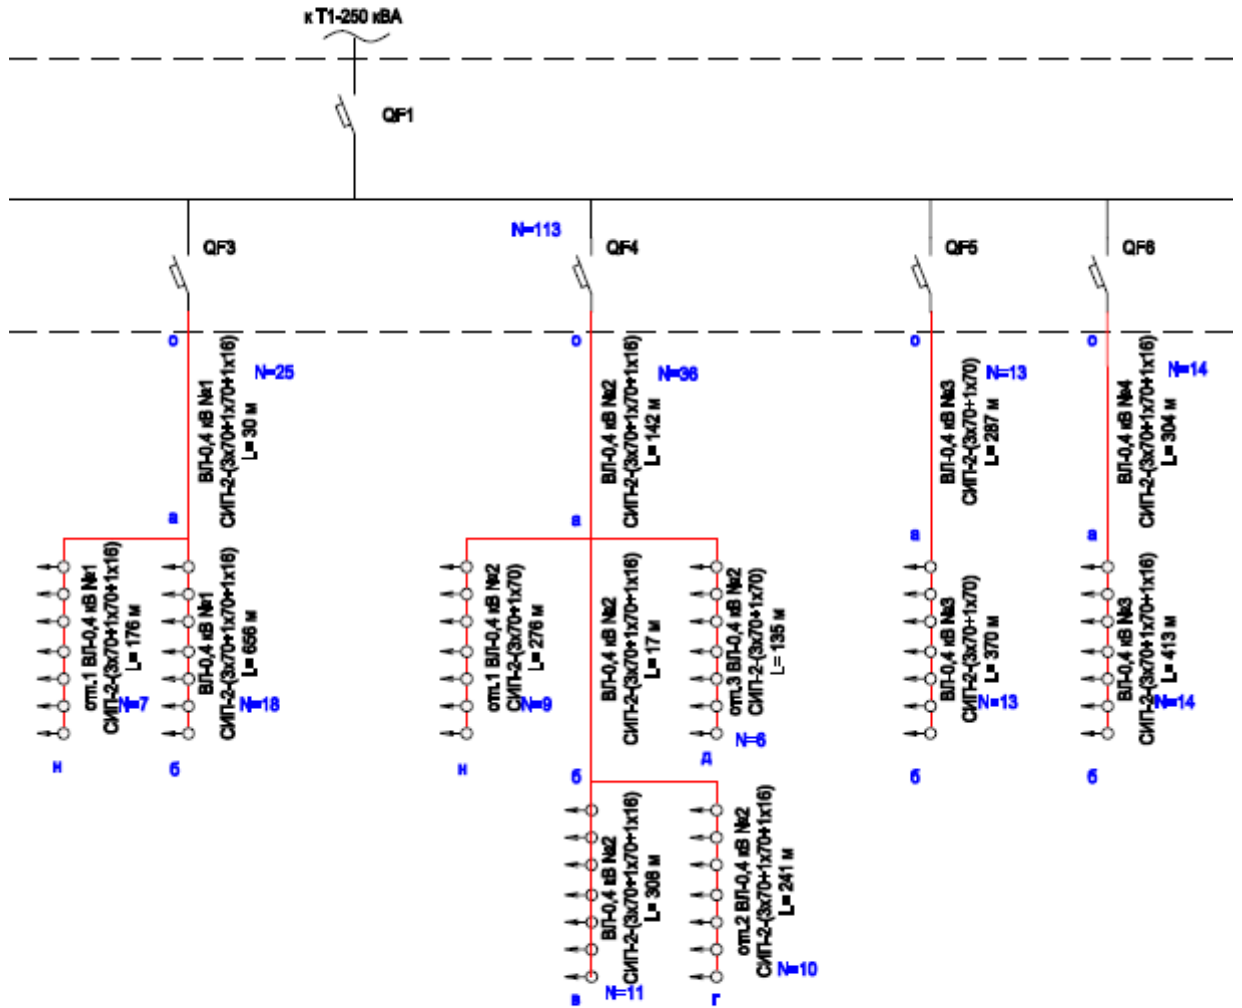 к Т1-250 кВА
QF1
N=113
QF3
QF4
QF5
QF6
о
ВЛ-0,4 кВ №1
СИП-2-(3х70+1х70+1х16)
L= 30 м
N=25
а
о
ВЛ-0,4 кВ №2
СИП-2-(3х70+1х70+1х16)
L= 142 м
N=36
а
о
ВЛ-0,4 кВ №3
СИП-2-(3х70+1х70)
L= 287 м
N=13
а
о
ВЛ-0,4 кВ №4
СИП-2-(3х70+1х70+1х16)
L= 304 м
N=14
а
отп.1 ВЛ-0,4 кВ №1
СИП-2-(3х70+1х70+1х16)
L= 176 м
N=7
н
ВЛ-0,4 кВ №1
СИП-2-(3х70+1х70+1х16)
L= 656 м
N=18
б
отп.1 ВЛ-0,4 кВ №2
СИП-2-(3х70+1х70)
L= 276 м
N=9
н
ВЛ-0,4 кВ №2
СИП-2-(3х70+1х70+1х16)
L= 17 м
б
отп.3 ВЛ-0,4 кВ №2
СИП-2-(3х70+1х70)
L= 135 м
N=6
д
ВЛ-0,4 кВ №3
СИП-2-(3х70+1х70)
L= 370 м
N=13
б
ВЛ-0,4 кВ №3
СИП-2-(3х70+1х70+1х16)
L= 413 м
N=14
б
ВЛ-0,4 кВ №2
СИП-2-(3х70+1х70+1х16)
L= 308 м
N=11
в
отп.2 ВЛ-0,4 кВ №2
СИП-2-(3х70+1х70+1х16)
L= 241 м
N=10
г